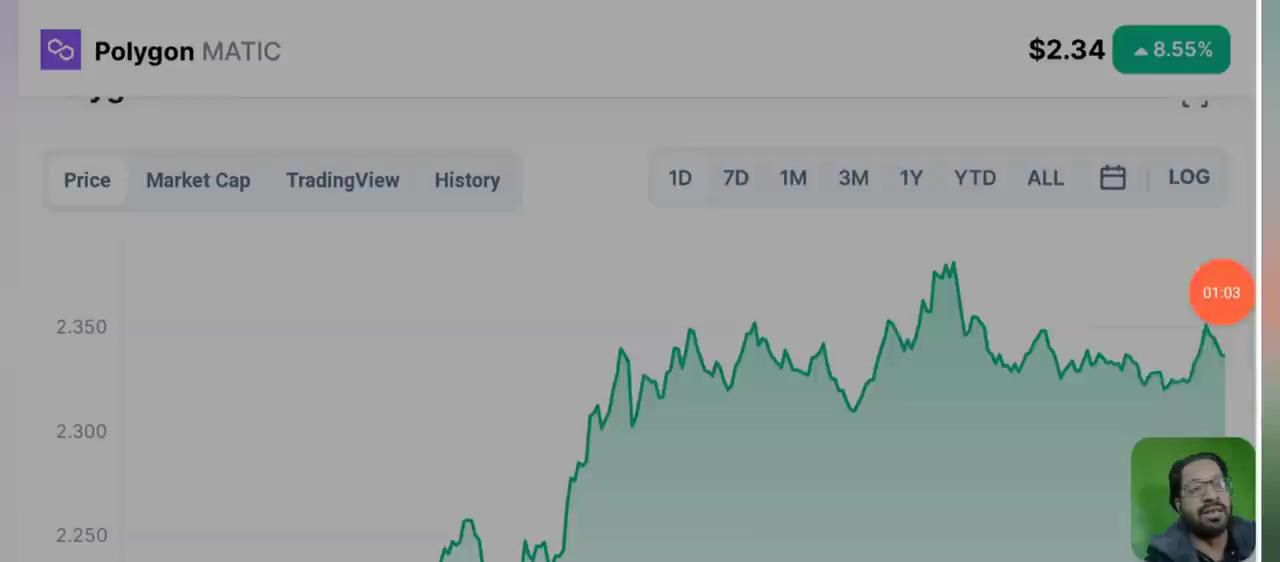 Polygon MATIC
$2.34 8.55%
Price Market Cap TradingView History
1D 7D 1M 3M 1Y YTD ALL LOG
01:03
2.350
2.300
2.250